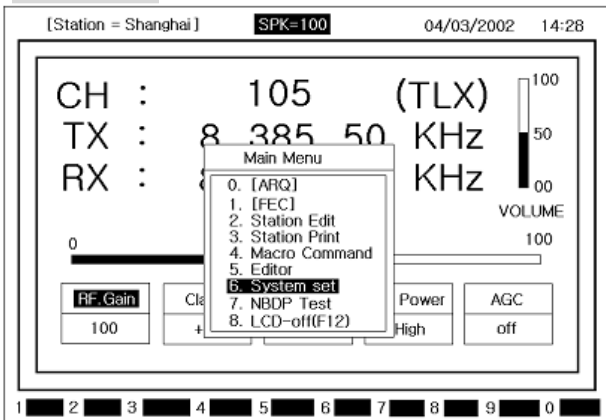 [Station = Shanghai] SPK=100 04/03/2002 14:28
CH : 105 (TLX)
TX : 8 385 50 KHz
RX : KHz
100
50
00
VOLUME
Main Menu
0. [ARQ]
1. [FEC]
2. Station Edit
3. Station Print
4. Macro Command
5. Editor
6. System set
7. NBDP Test
8. LCD-off(F12)
0 100
RF.Gain Power AGC
100 High off
1 2 3 4 5 6 7 8 9 0